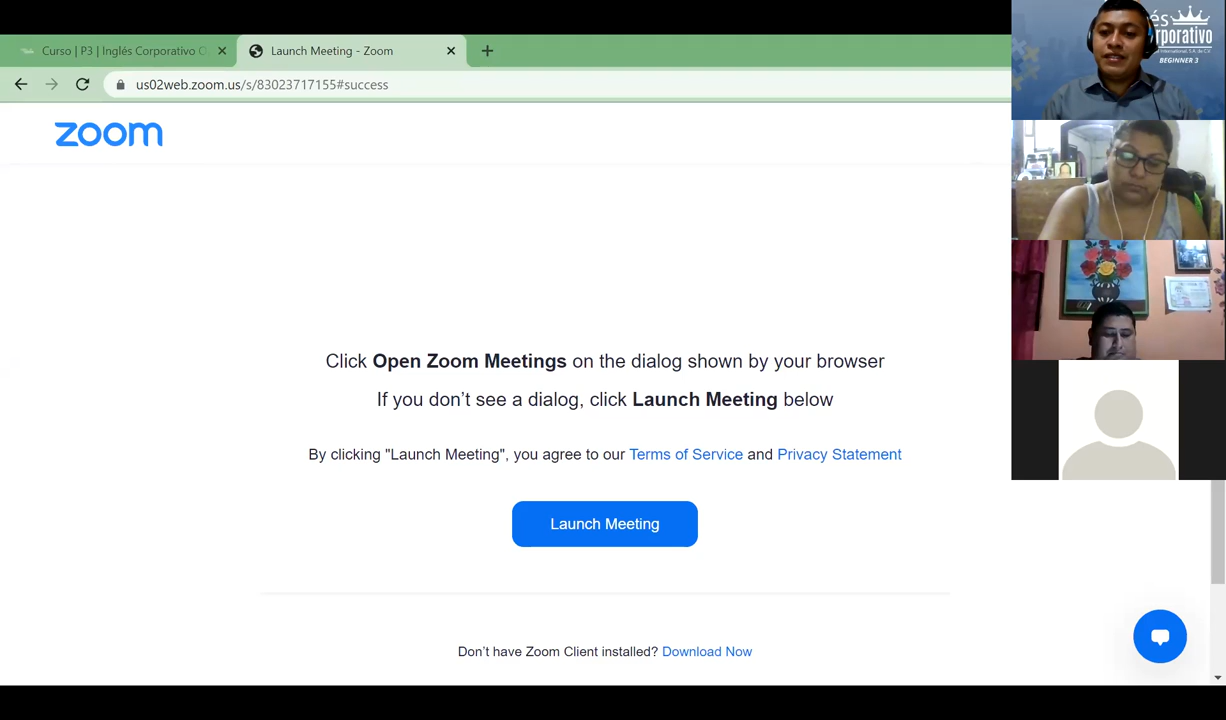 Curso | P3 | Inglés Corporativo
Launch Meeting - Zoom
us02web.zoom.us/s/83023717155#success
zoom
Click Open Zoom Meetings on the dialog shown by your browser
If you don't see a dialog, click Launch Meeting below
By clicking "Launch Meeting", you agree to our Terms of Service and Privacy Statement
Launch Meeting
Don't have Zoom Client installed? Download Now
és
rporativo
International, S.A. de C.V.
BEGINNER 3